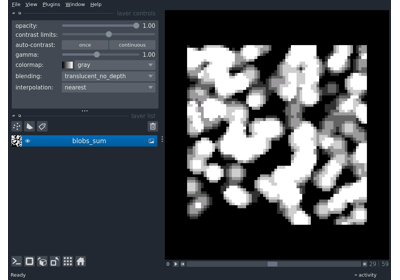 File View Plugins Window Help
layer controls
opacity: 1.00
contrast limits:
auto-contrast: once continuous
gamma: 1.00
colormap: gray
blending: translucent_no_depth
interpolation: nearest
layer list
blobs_sum
29 59
activity